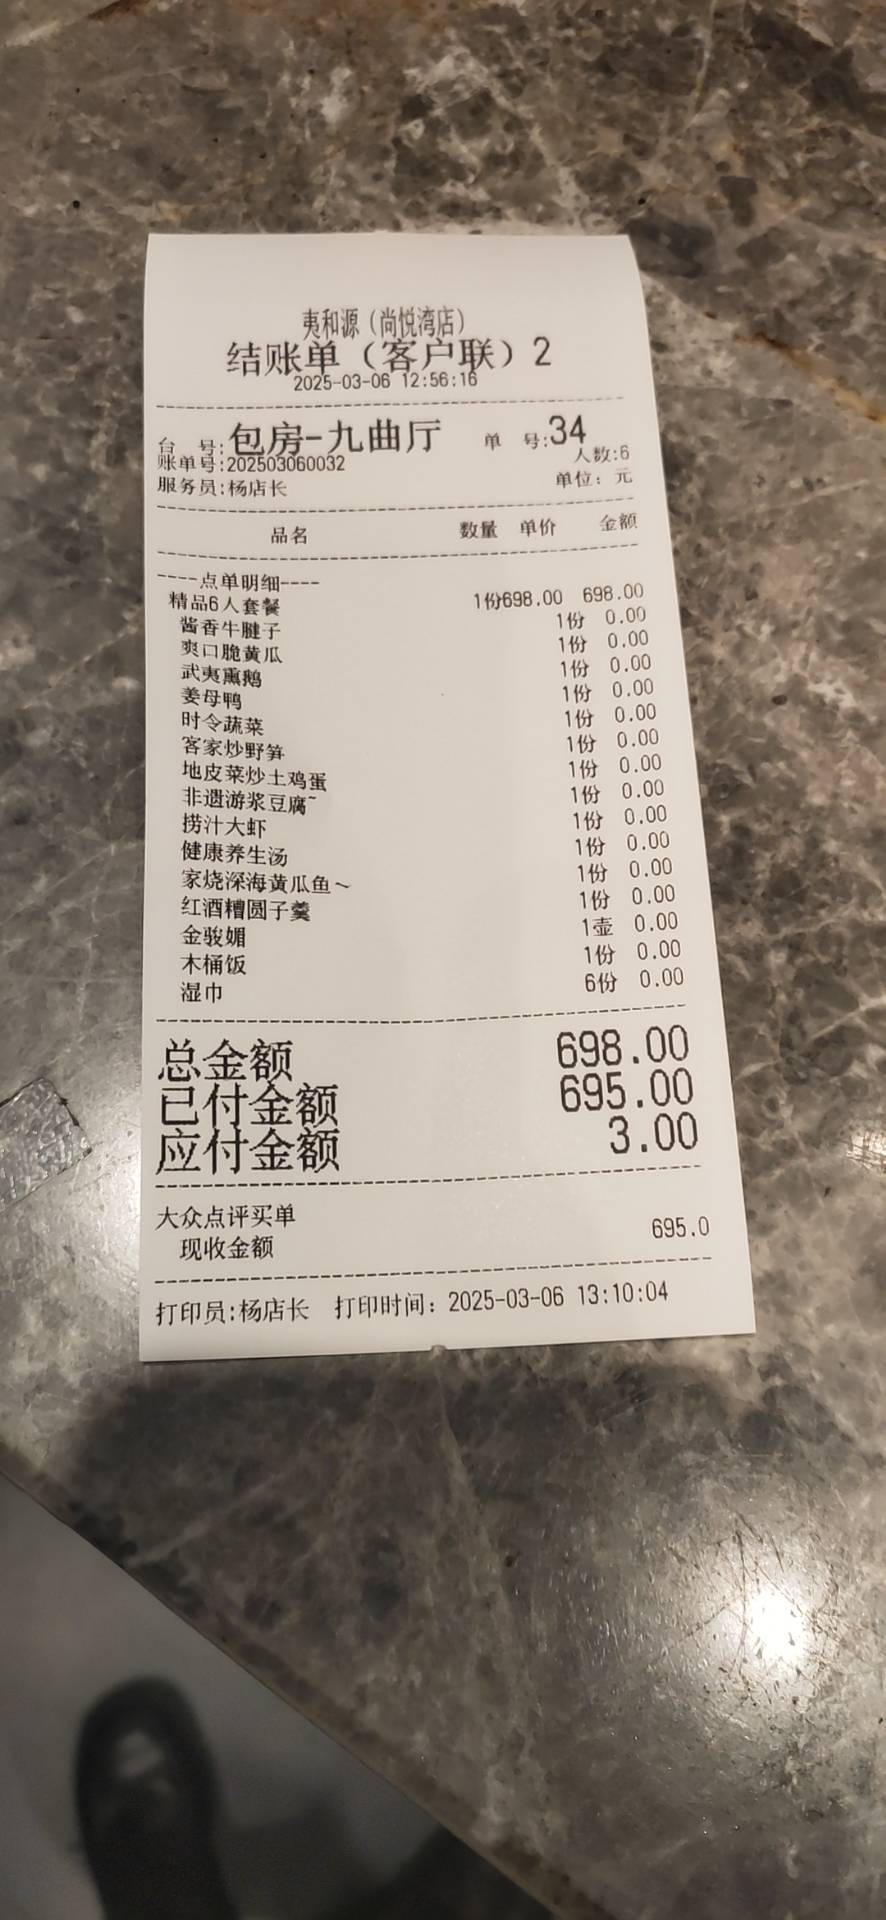 夷和源（尚悦湾店）
结账单（客户联）2
2025-03-06 12:56:16
台 号:包房-九曲厅 单 号:34
账单号:202503060032 人数:6
服务员:杨店长 单位: 元
品名 数量 单价 金额
----点单明细----
精品6人套餐 1份698.00 698.00
酱香牛腱子 1份 0.00
爽口脆黄瓜 1份 0.00
武夷熏鹅 1份 0.00
姜母鸭 1份 0.00
时令蔬菜 1份 0.00
客家炒野笋 1份 0.00
地皮菜炒土鸡蛋 1份 0.00
非遗游浆豆腐~ 1份 0.00
捞汁大虾 1份 0.00
健康养生汤 1份 0.00
家烧深海黄瓜鱼～ 1份 0.00
红酒糟圆子羹 1份 0.00
金骏媚 1壶 0.00
木桶饭 1份 0.00
湿巾 6份 0.00
总金额 698.00
已付金额 695.00
应付金额 3.00
大众点评买单
现收金额 695.0
打印员:杨店长 打印时间: 2025-03-06 13:10:04